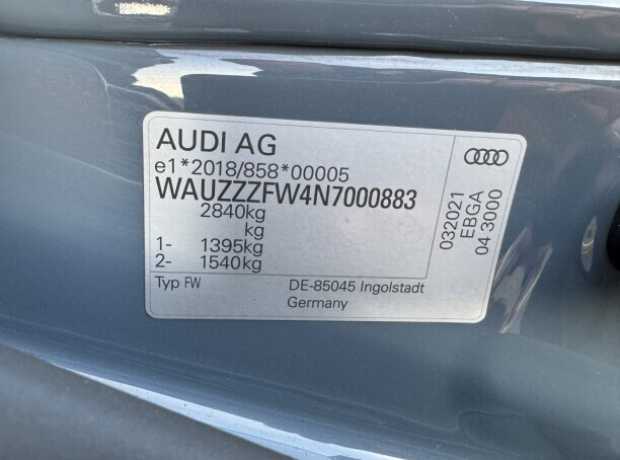 AUDI AG
e1*2018/858*00005
WAUZZZFW4N7000883
2840kg
kg
1- 1395kg
2- 1540kg
Typ FW
DE-85045 Ingolstadt
Germany
032021
EBGA
04 3000